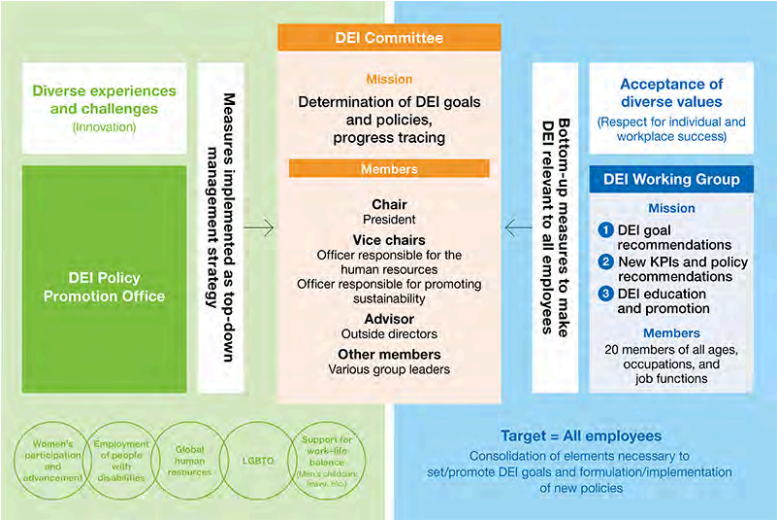 Diverse experiences
and challenges
(Innovation)
DEI Policy
Promotion Office
Measures implemented as top-down
management strategy
DEI Committee
Mission
Determination of DEI goals
and policies,
progress tracing
Members
Chair
President
Vice chairs
Officer responsible for the
human resources
Officer responsible for promoting
sustainability
Advisor
Outside directors
Other members
Various group leaders
Bottom-up measures to make
DEI relevant to all employees
Acceptance of
diverse values
(Respect for individual and
workplace success)
DEI Working Group
Mission
1 DEI goal
recommendations
2 New KPIs and policy
recommendations
3 DEI education
and promotion
Members
20 members of all ages,
occupations, and
job functions
Women's
participation and
advancement
Employment
of people
with
disabilities
Global
human
resources
LGBTQ
Support for
work–life
balance
(Men's childcare
leave, etc.)
Target = All employees
Consolidation of elements necessary to
set/promote DEI goals and formulation/implementation
of new policies